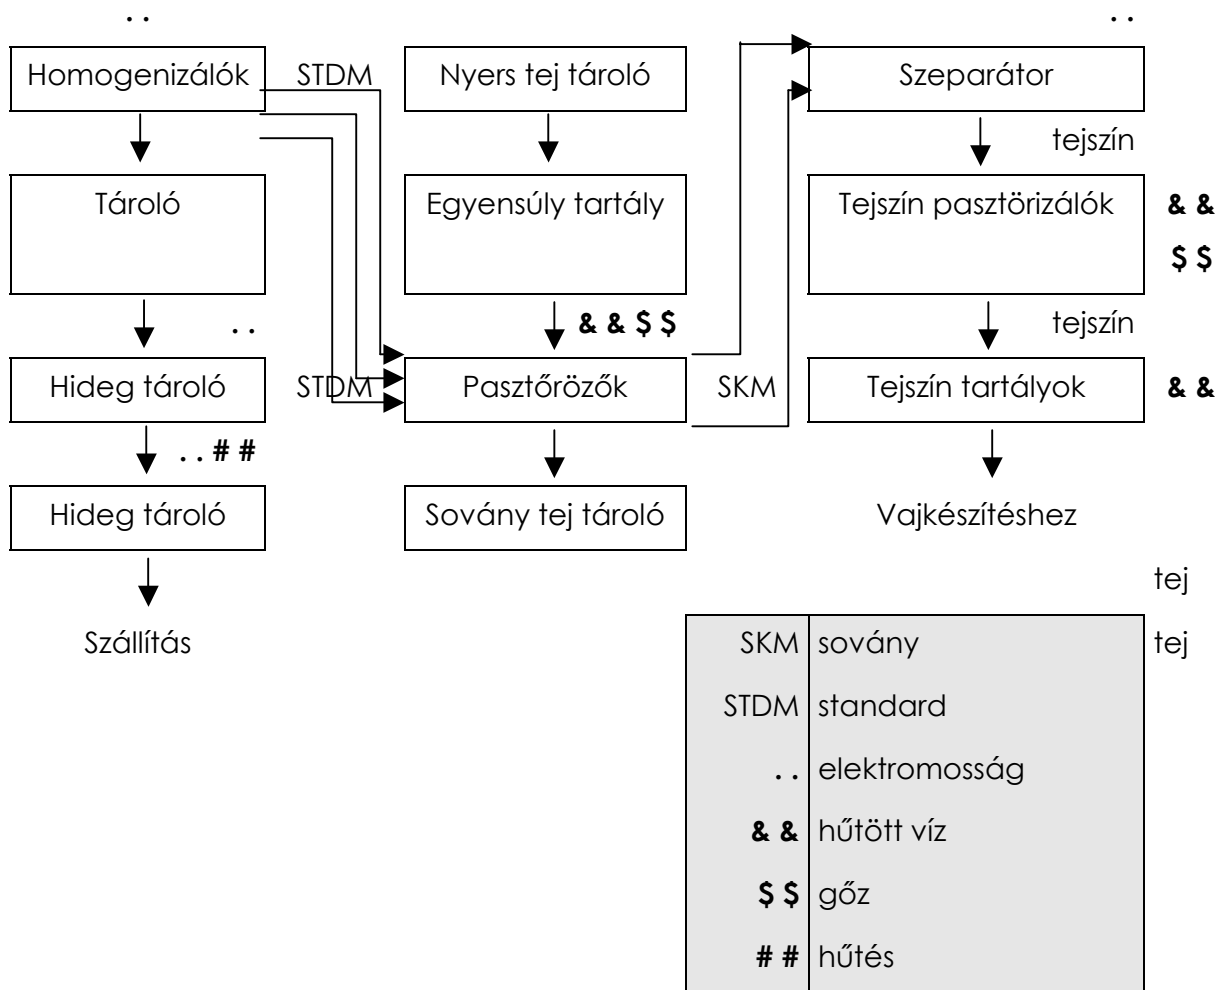 . . . .
Homogenizálók STDM Nyers tej tároló Szeparátor
tejszín
Tároló Egyensúly tartály Tejszín pasztörizálók & &
$ $
. . & & $ $ tejszín
Hideg tároló STDM Pasztőrözők SKM Tejszín tartályok & &
. . # #
Hideg tároló Sovány tej tároló Vajkészítéshez
tej
Szállítás SKM sovány tej
STDM standard
. . elektromosság
& & hűtött víz
$ $ gőz
# # hűtés